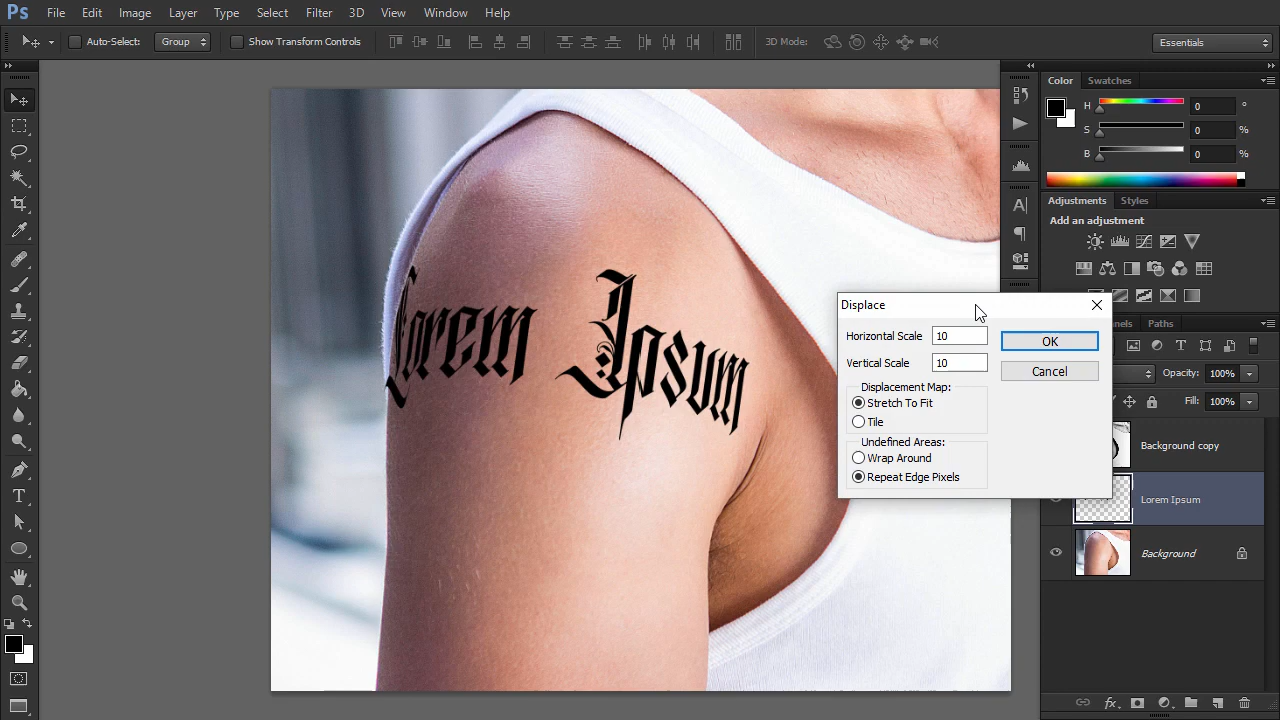 Ps File Edit Image Layer Type Select Filter 3D View Window Help
Auto-Select: Group Show Transform Controls 3D Mode: Essentials
Color Swatches
H 0 °
S 0 %
B 0 %
Adjustments Styles
Add an adjustment
Lorem Ipsum
Displace
Horizontal Scale 10 OK
Vertical Scale 10 Cancel
Displacement Map:
Stretch To Fit
Tile
Undefined Areas:
Wrap Around
Repeat Edge Pixels
Paths
Opacity: 100%
Fill: 100%
Background copy
Lorem Ipsum
Background